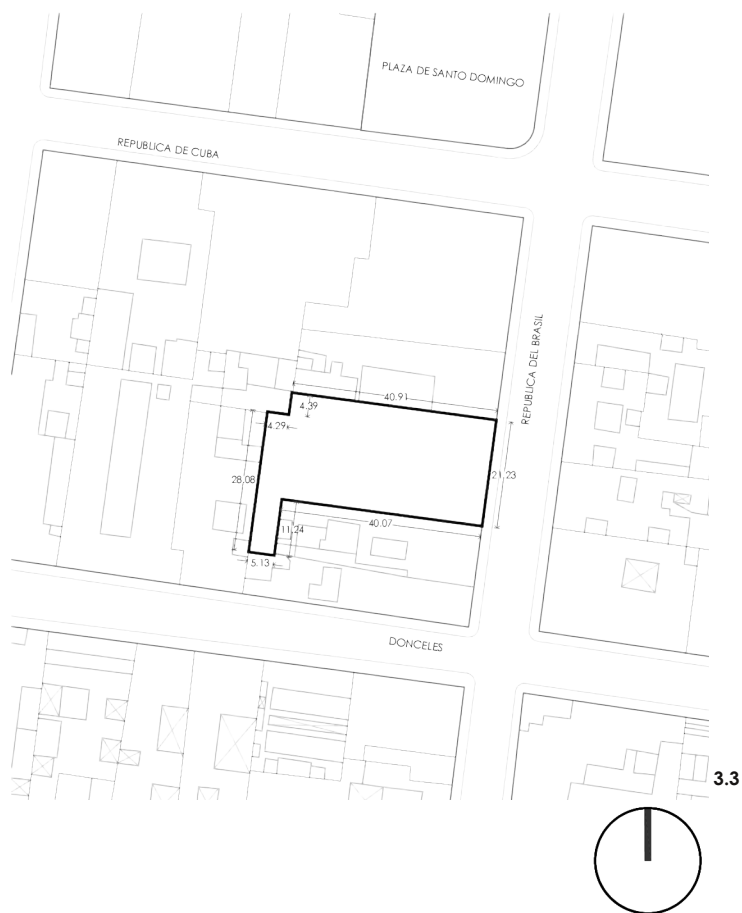 PLAZA DE SANTO DOMINGO
REPUBLICA DE CUBA
REPUBLICA DEL BRASIL
40.91
4.39
4.29
21.23
28.08
40.07
11.24
5.13
DONCELES
3.3